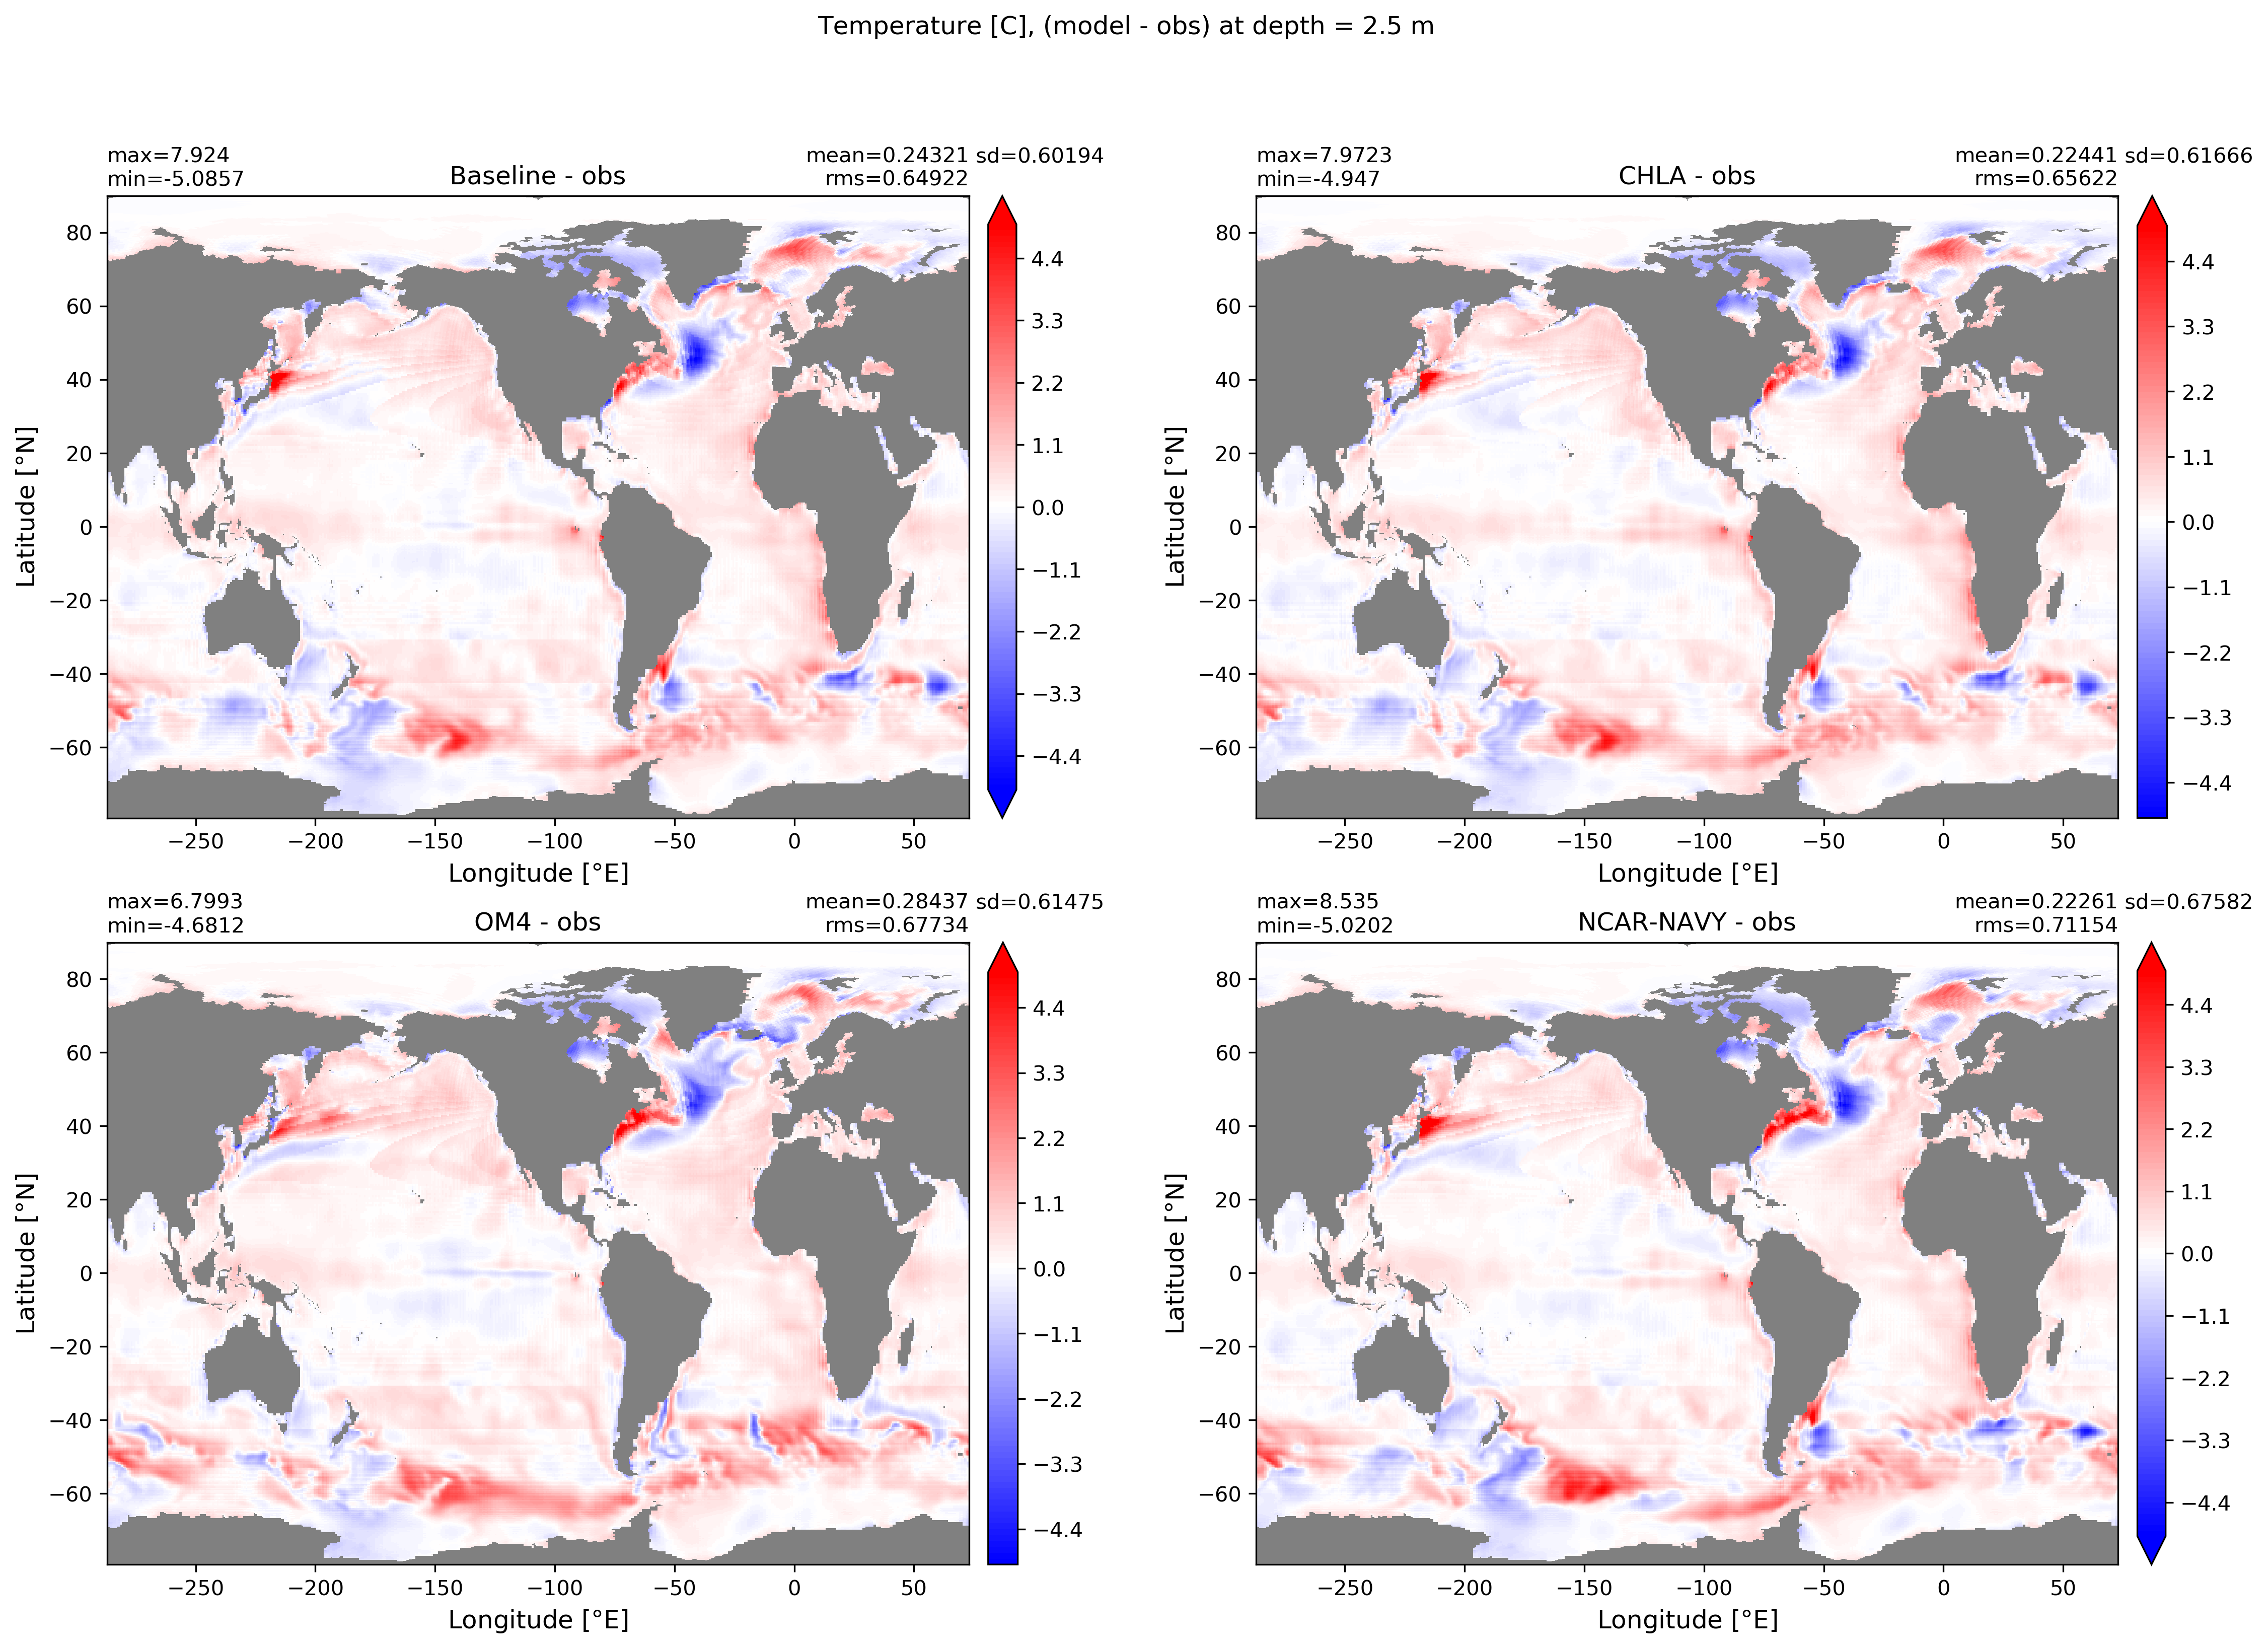 Temperature [C], (model - obs) at depth = 2.5 m
max=7.924
min=-5.0857
Baseline - obs
mean=0.24321 sd=0.60194
rms=0.64922
80
60
40
20
0
−20
−40
−60
Latitude [°N]
−250 −200 −150 −100 −50 0 50
Longitude [°E]
4.4
3.3
2.2
1.1
0.0
−1.1
−2.2
−3.3
−4.4
max=7.9723
min=-4.947
CHLA - obs
mean=0.22441 sd=0.61666
rms=0.65622
80
60
40
20
0
−20
−40
−60
Latitude [°N]
−250 −200 −150 −100 −50 0 50
Longitude [°E]
4.4
3.3
2.2
1.1
0.0
−1.1
−2.2
−3.3
−4.4
max=6.7993
min=-4.6812
OM4 - obs
mean=0.28437 sd=0.61475
rms=0.67734
80
60
40
20
0
−20
−40
−60
Latitude [°N]
−250 −200 −150 −100 −50 0 50
Longitude [°E]
4.4
3.3
2.2
1.1
0.0
−1.1
−2.2
−3.3
−4.4
max=8.535
min=-5.0202
NCAR-NAVY - obs
mean=0.22261 sd=0.67582
rms=0.71154
80
60
40
20
0
−20
−40
−60
Latitude [°N]
−250 −200 −150 −100 −50 0 50
Longitude [°E]
4.4
3.3
2.2
1.1
0.0
−1.1
−2.2
−3.3
−4.4